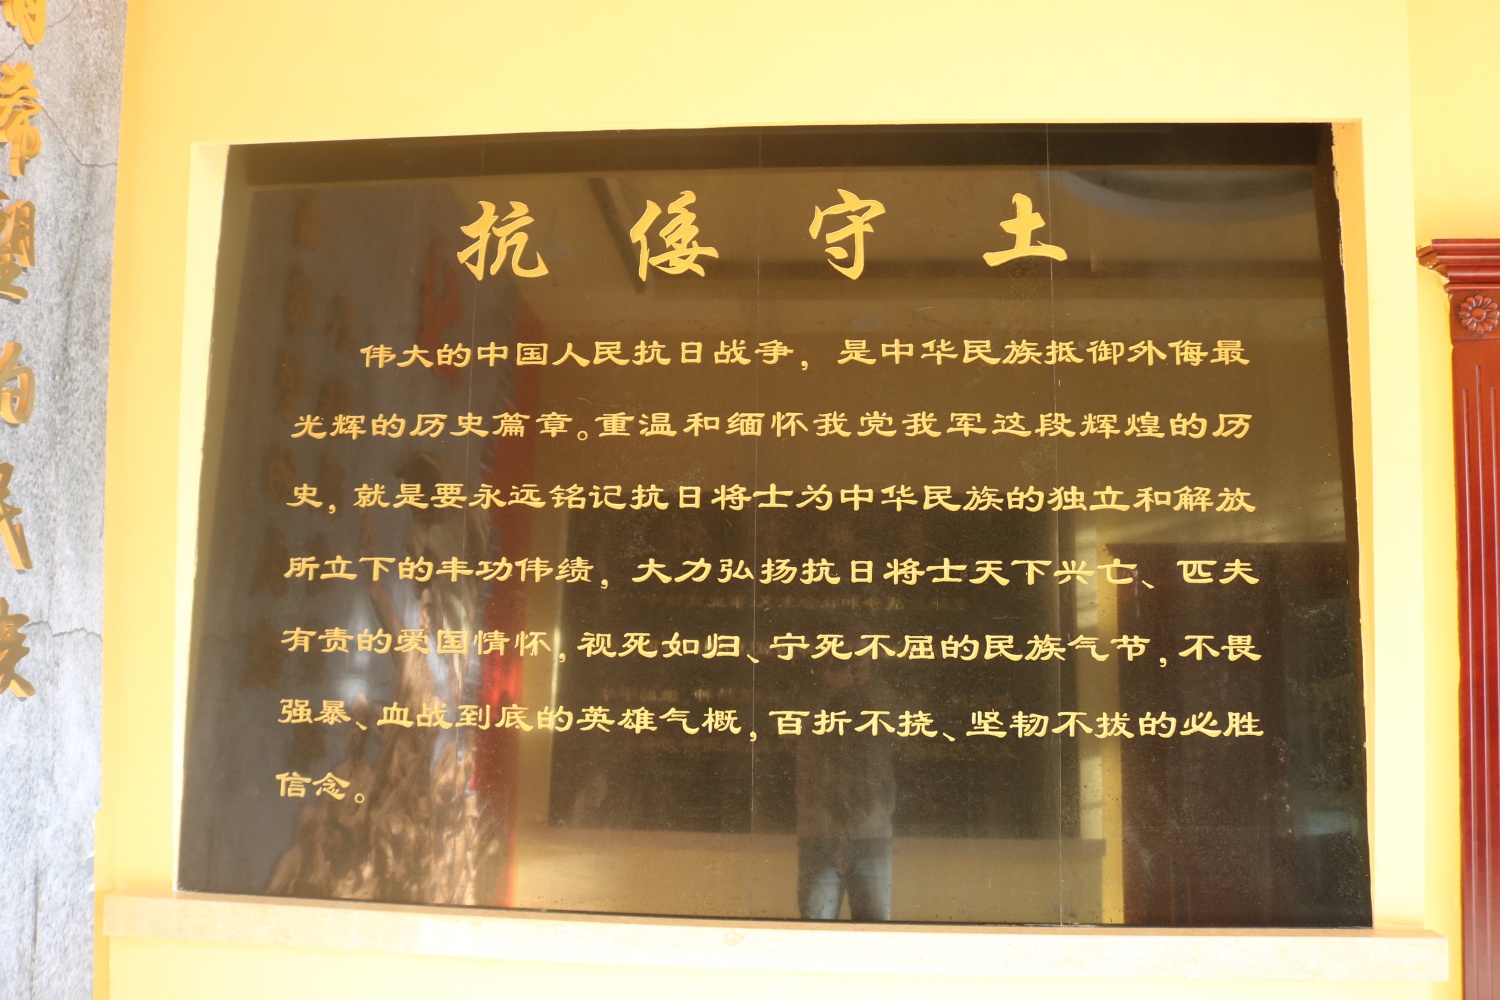 抗倭守土
伟大的中国人民抗日战争，是中华民族抵御外侮最
光辉的历史篇章。重温和缅怀我党我军这段辉煌的历
史，就是要永远铭记抗日将士为中华民族的独立和解放
所立下的丰功伟绩，大力弘扬抗日将士天下兴亡、匹夫
有责的爱国情怀，视死如归、宁死不屈的民族气节，不畏
强暴、血战到底的英雄气概，百折不挠、坚韧不拔的必胜
信念。